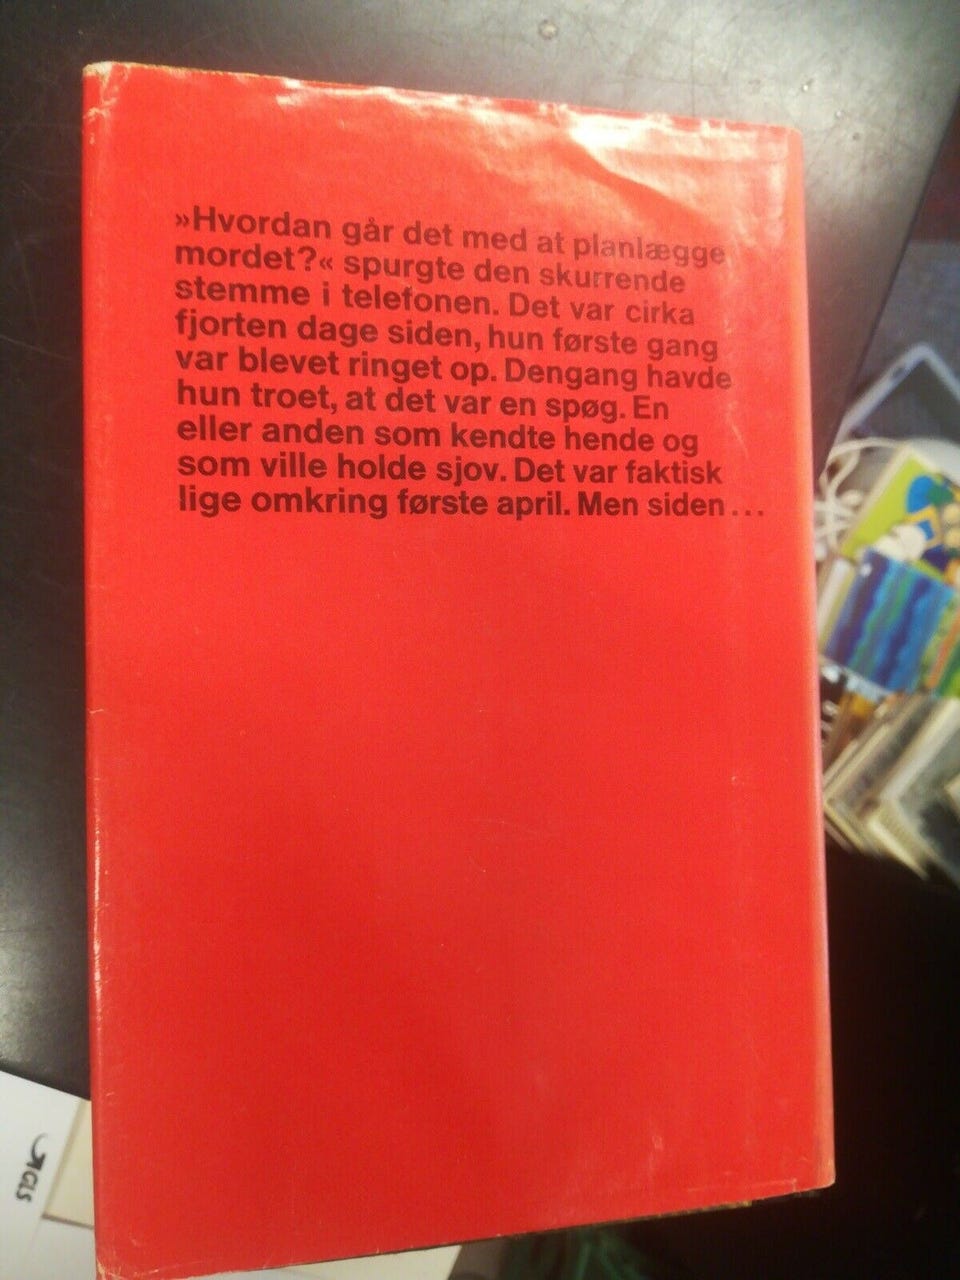 »Hvordan går det med at planlægge
mordet?« spurgte den skurrende
stemme i telefonen. Det var cirka
fjorten dage siden, hun første gang
var blevet ringet op. Dengang havde
hun troet, at det var en spøg. En
eller anden som kendte hende og
som ville holde sjov. Det var faktisk
lige omkring første april. Men siden ...
GLS